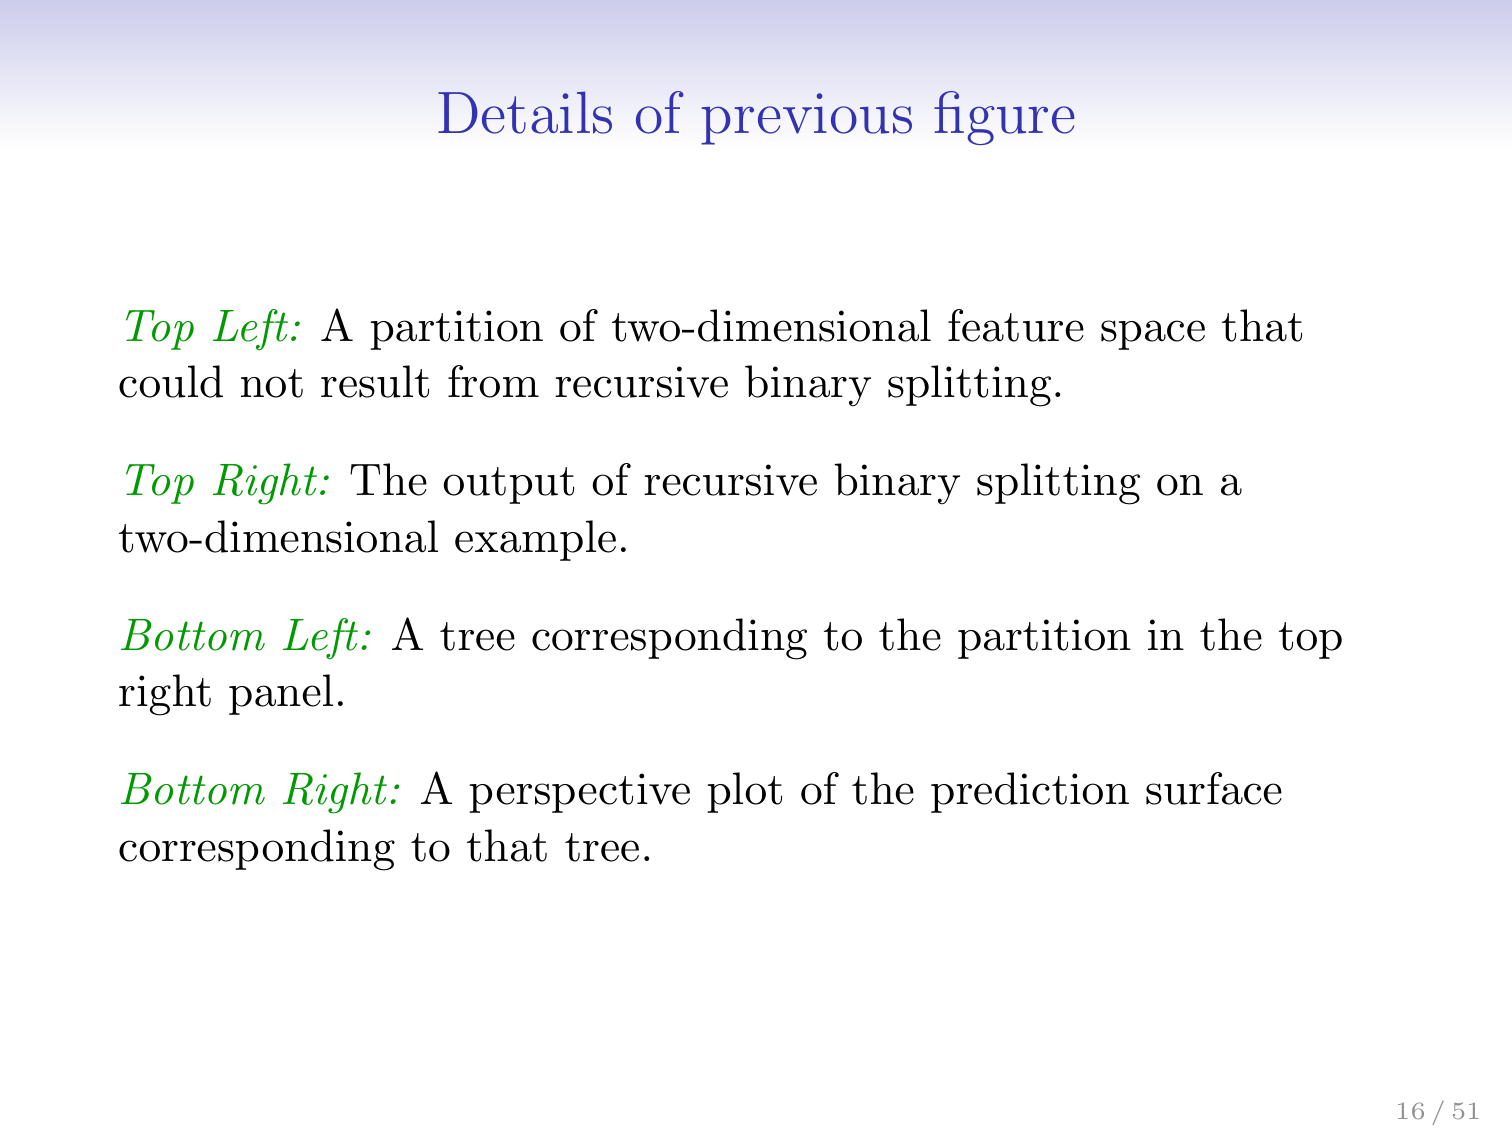 Details of previous figure
Top Left: A partition of two-dimensional feature space that
could not result from recursive binary splitting.
Top Right: The output of recursive binary splitting on a
two-dimensional example.
Bottom Left: A tree corresponding to the partition in the top
right panel.
Bottom Right: A perspective plot of the prediction surface
corresponding to that tree.
16 / 51